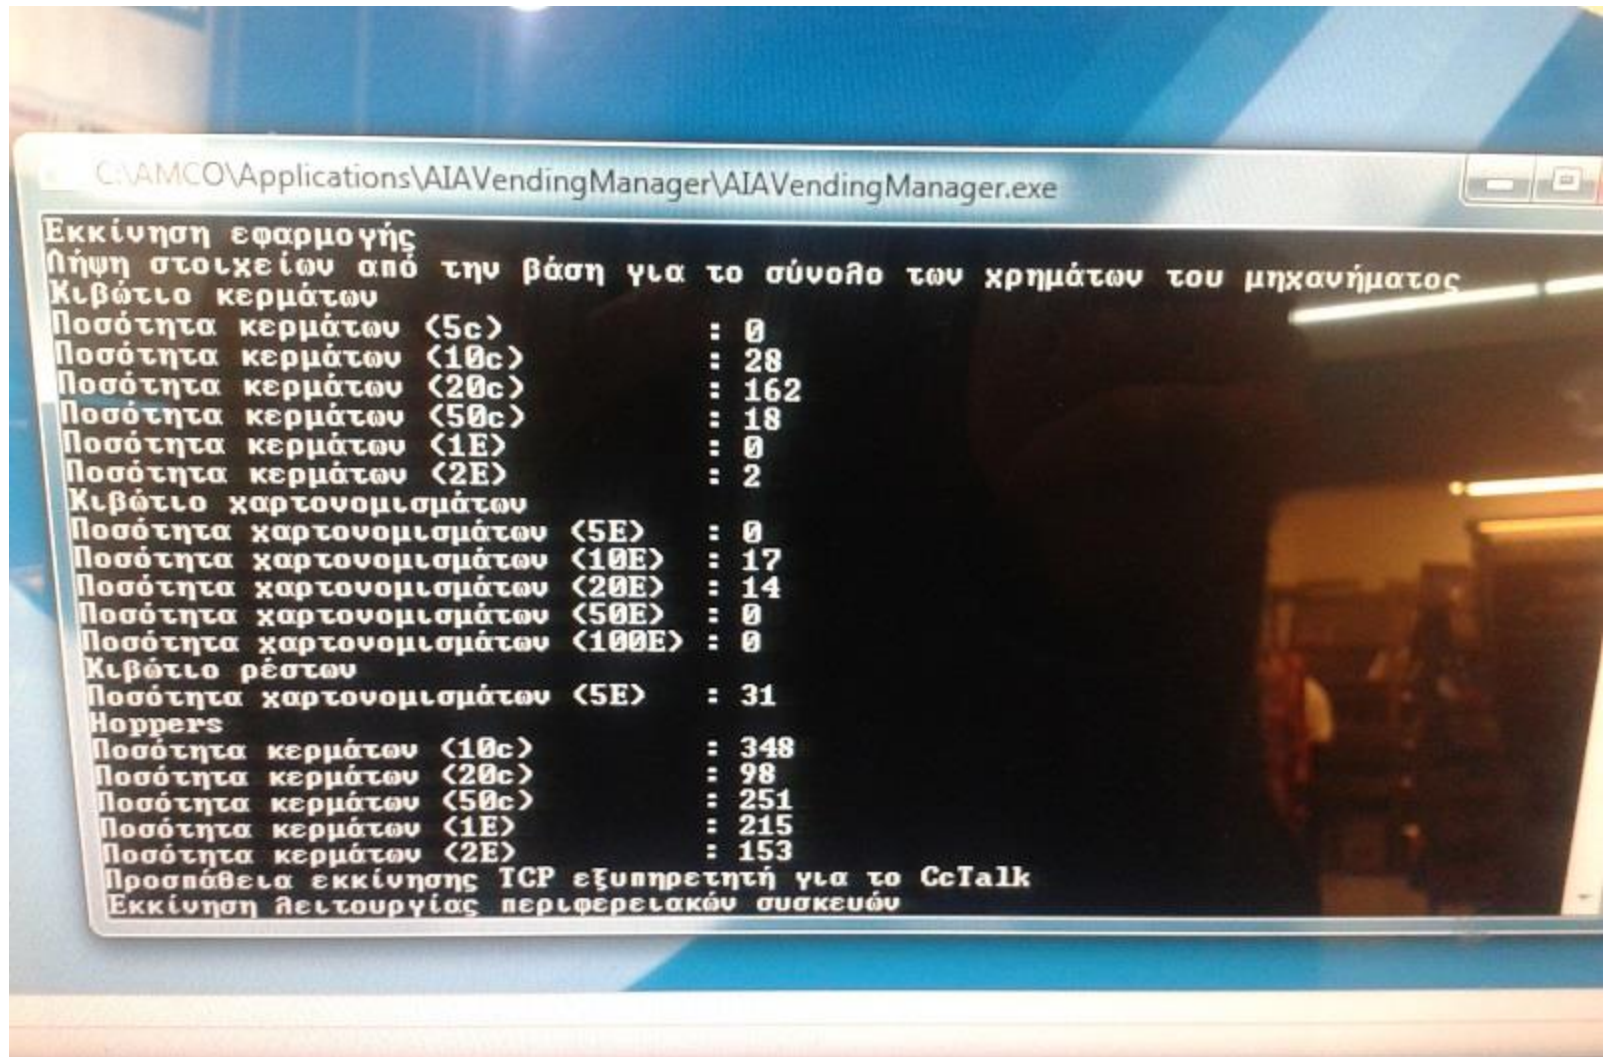 C:\AMCO\Applications\AIAVendingManager\AIAVendingManager.exe
Εκκίνηση εφαρμογής
Λήψη στοιχείων από την βάση για το σύνολο των χρημάτων του μηχανήματος
Κιβώτιο κερμάτων
Ποσότητα κερμάτων (5c) : 0
Ποσότητα κερμάτων (10c) : 28
Ποσότητα κερμάτων (20c) : 162
Ποσότητα κερμάτων (50c) : 18
Ποσότητα κερμάτων (1E) : 0
Ποσότητα κερμάτων (2E) : 2
Κιβώτιο χαρτονομισμάτων
Ποσότητα χαρτονομισμάτων (5E) : 0
Ποσότητα χαρτονομισμάτων (10E) : 17
Ποσότητα χαρτονομισμάτων (20E) : 14
Ποσότητα χαρτονομισμάτων (50E) : 0
Ποσότητα χαρτονομισμάτων (100E) : 0
Κιβώτιο ρέστων
Ποσότητα χαρτονομισμάτων (5E) : 31
Hoppers
Ποσότητα κερμάτων (10c) : 348
Ποσότητα κερμάτων (20c) : 98
Ποσότητα κερμάτων (50c) : 251
Ποσότητα κερμάτων (1E) : 215
Ποσότητα κερμάτων (2E) : 153
Προσπάθεια εκκίνησης TCP εξυπηρετητή για το CcTalk
Εκκίνηση λειτουργίας περιφερειακών συσκευών